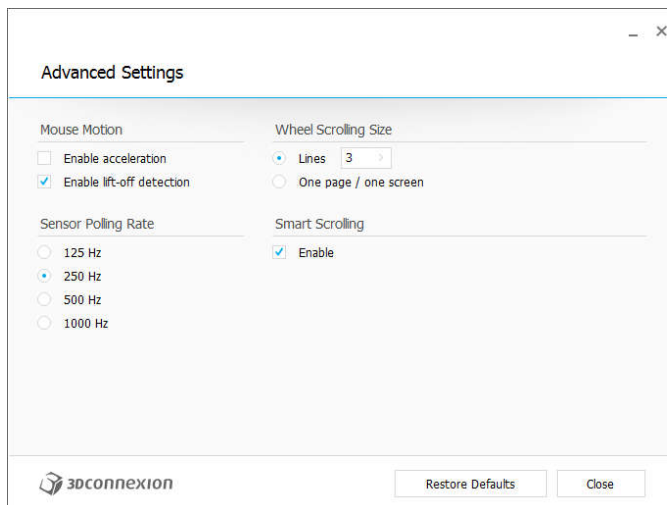 Advanced Settings
Mouse Motion
Enable acceleration
Enable lift-off detection
Wheel Scrolling Size
Lines 3
One page / one screen
Sensor Polling Rate
125 Hz
250 Hz
500 Hz
1000 Hz
Smart Scrolling
Enable
3Dconnexion
Restore Defaults
Close